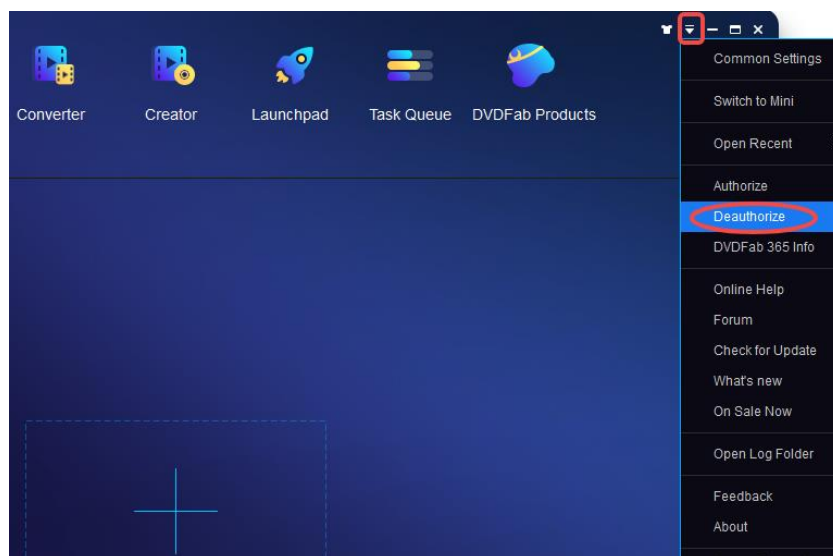 Converter
Creator
Launchpad
Task Queue
DVDFab Products
Common Settings
Switch to Mini
Open Recent
Authorize
Deauthorize
DVDFab 365 Info
Online Help
Forum
Check for Update
What's new
On Sale Now
Open Log Folder
Feedback
About